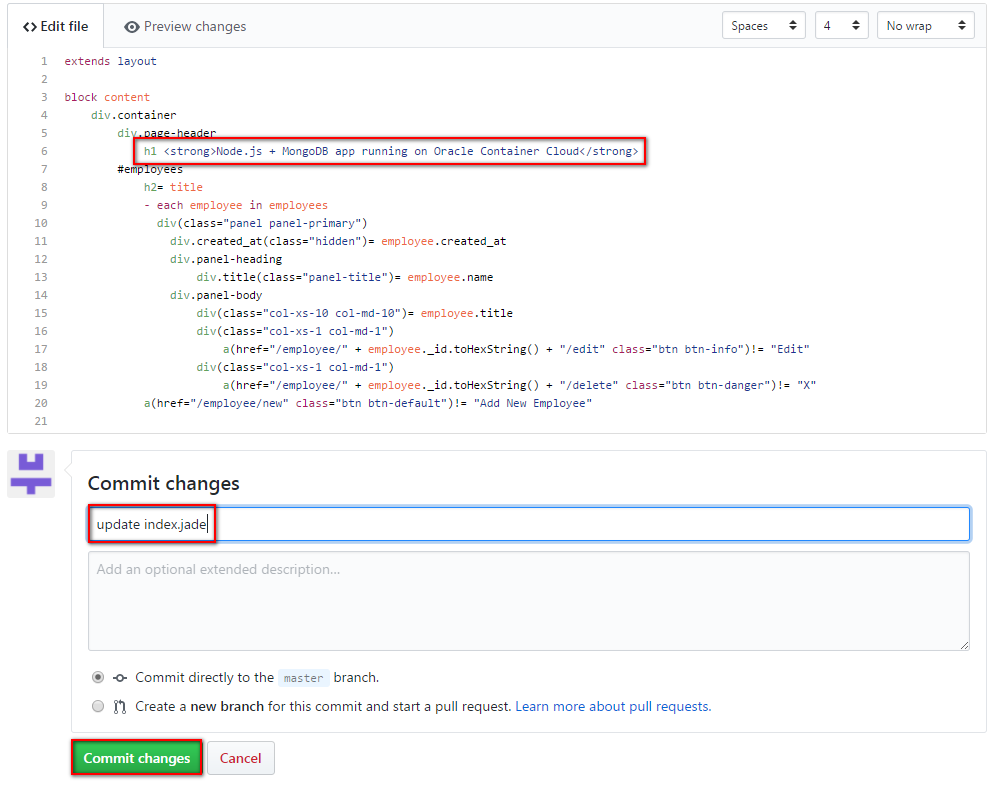 Edit file
Preview changes
Spaces
4
No wrap
1 extends layout
2
3 block content
4 div.container
5 div.page-header
6 h1 <strong>Node.js + MongoDB app running on Oracle Container Cloud</strong>
7 #employees
8 h2= title
9 - each employee in employees
10 div(class="panel panel-primary")
11 div.created_at(class="hidden")= employee.created_at
12 div.panel-heading
13 div.title(class="panel-title")= employee.name
14 div.panel-body
15 div(class="col-xs-10 col-md-10")= employee.title
16 div(class="col-xs-1 col-md-1")
17 a(href="/employee/" + employee._id.toHexString() + "/edit" class="btn btn-info")!= "Edit"
18 div(class="col-xs-1 col-md-1")
19 a(href="/employee/" + employee._id.toHexString() + "/delete" class="btn btn-danger")!= "X"
20 a(href="/employee/new" class="btn btn-default")!= "Add New Employee"
21
Commit changes
update index.jade
Add an optional extended description...
Commit directly to the master branch.
Create a new branch for this commit and start a pull request. Learn more about pull requests.
Commit changes
Cancel